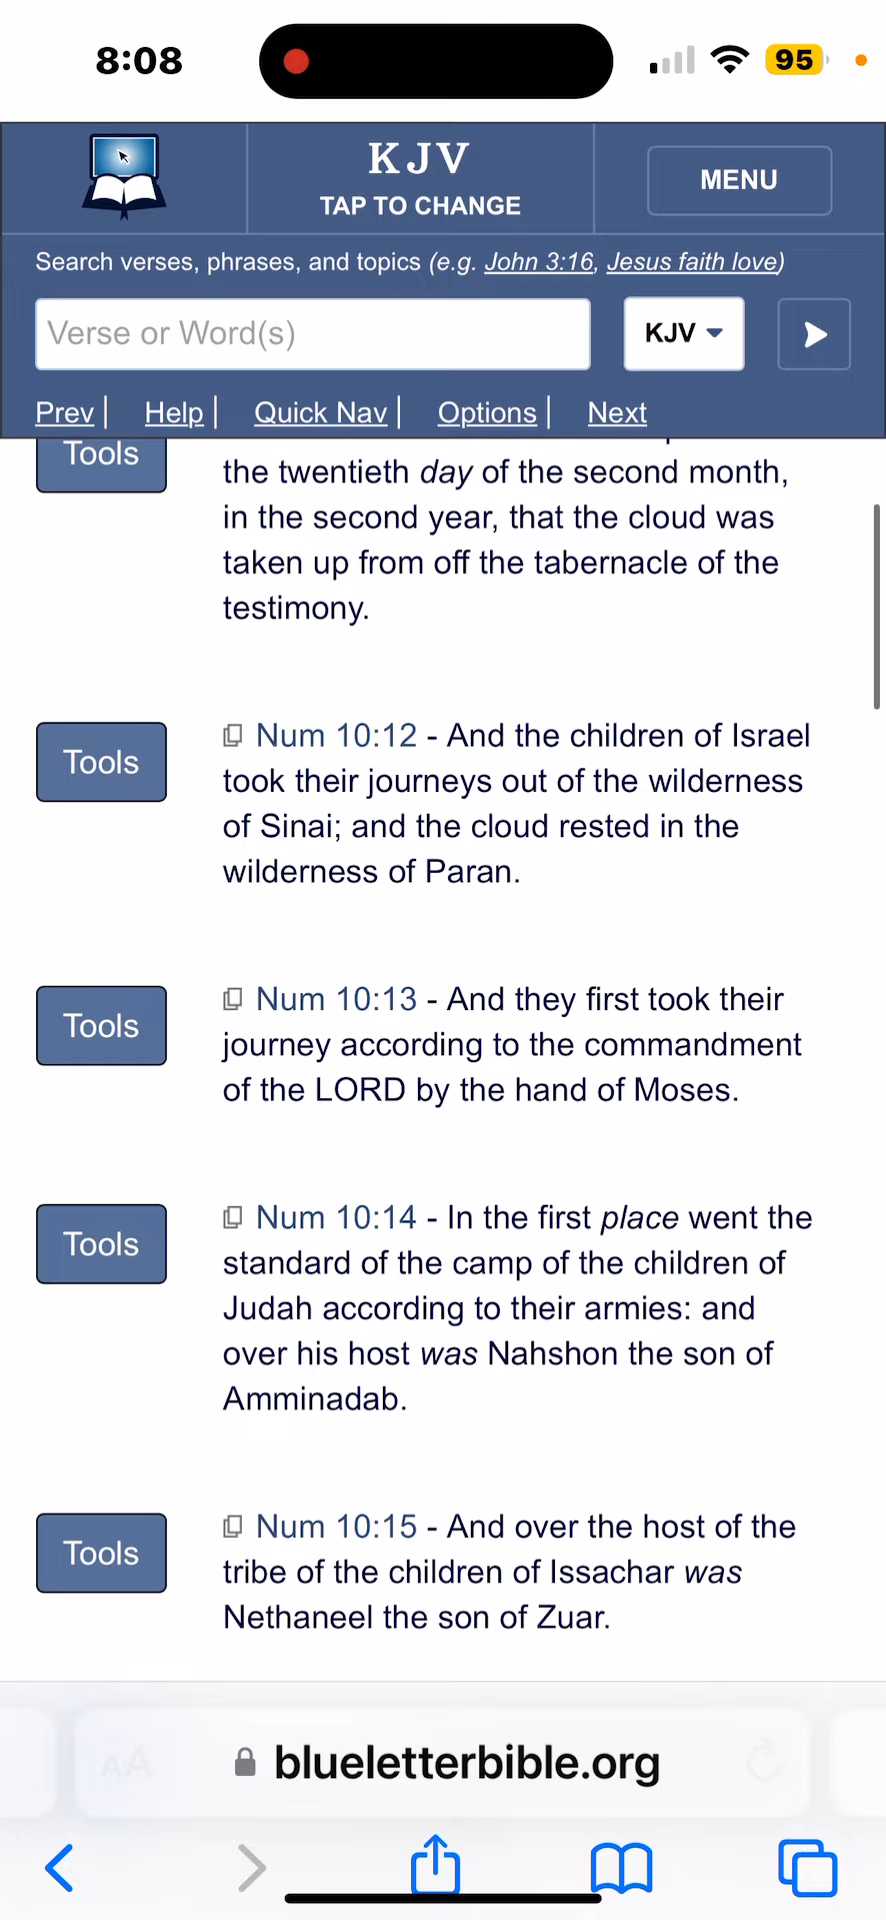 8:08
95
KJV
TAP TO CHANGE
MENU
Search verses, phrases, and topics (e.g. John 3:16, Jesus faith love)
Verse or Word(s)
KJV
Prev | Help | Quick Nav | Options | Next
Tools
the twentieth day of the second month,
in the second year, that the cloud was
taken up from off the tabernacle of the
testimony.
Tools
Num 10:12 - And the children of Israel
took their journeys out of the wilderness
of Sinai; and the cloud rested in the
wilderness of Paran.
Tools
Num 10:13 - And they first took their
journey according to the commandment
of the LORD by the hand of Moses.
Tools
Num 10:14 - In the first place went the
standard of the camp of the children of
Judah according to their armies: and
over his host was Nahshon the son of
Amminadab.
Tools
Num 10:15 - And over the host of the
tribe of the children of Issachar was
Nethaneel the son of Zuar.
AA
blueletterbible.org